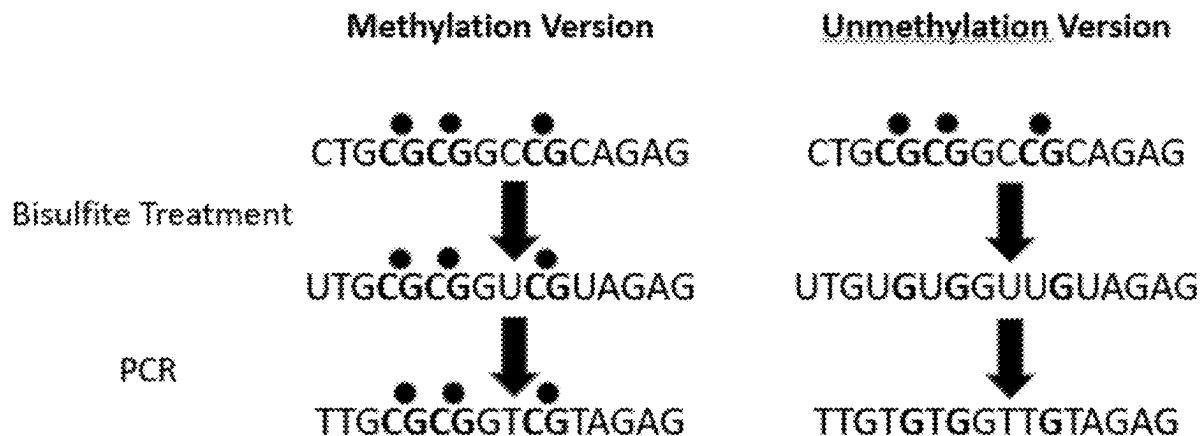 Methylation Version Unmethylation Version
CTGCGCGGCCGCAGAG CTGCGCGGCCGCAGAG
Bisulfite Treatment
UTGCGCGGUCGUAGAG UTGUGUGGUUGUAGAG
PCR
TTGCGCGGTCGTAGAG TTGTGTGGTTGTAGAG